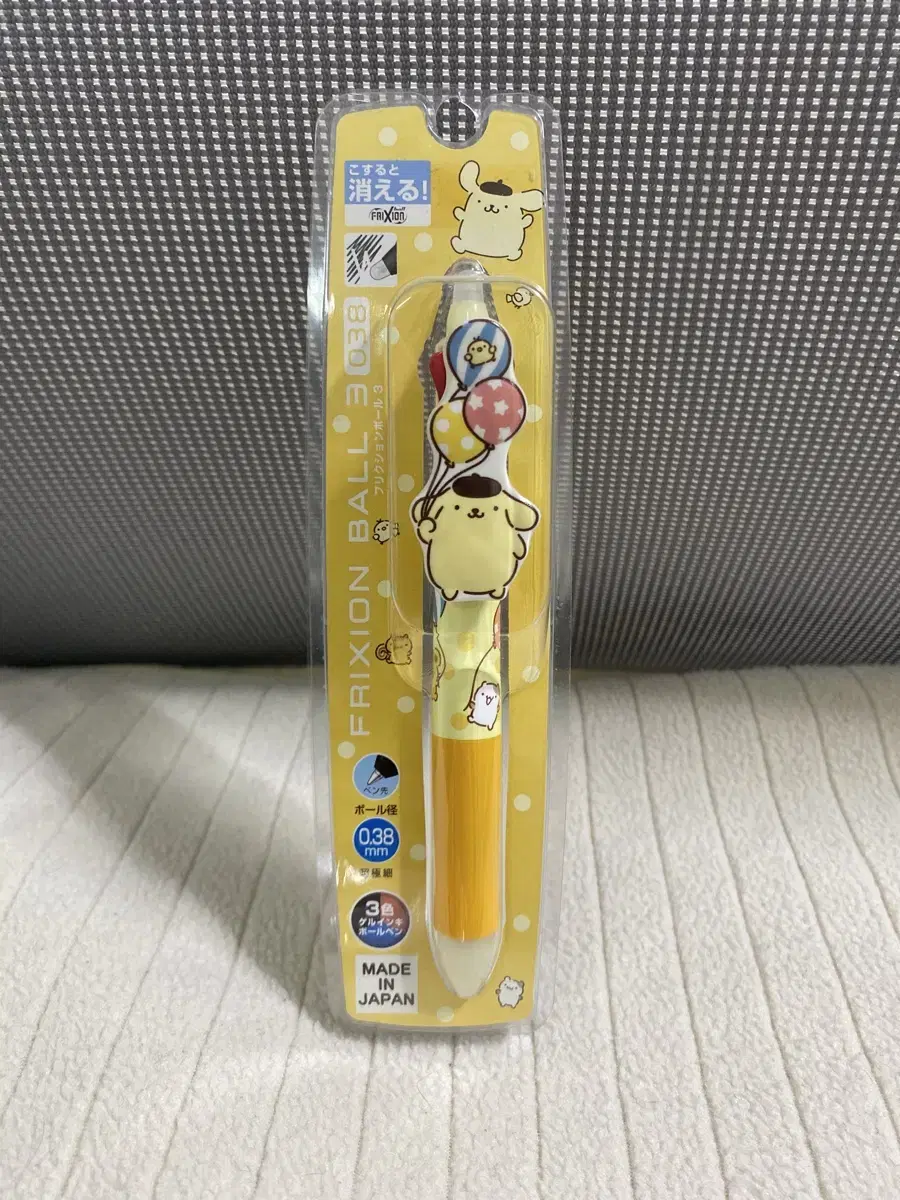 こすると
消える!
FRIXION
FRIXION BALL 3 0.38
フリクションボール 3
ペン先
ボール径
0.38
mm
超極細
3色
ゲルインキ
ボールペン
MADE
IN
JAPAN